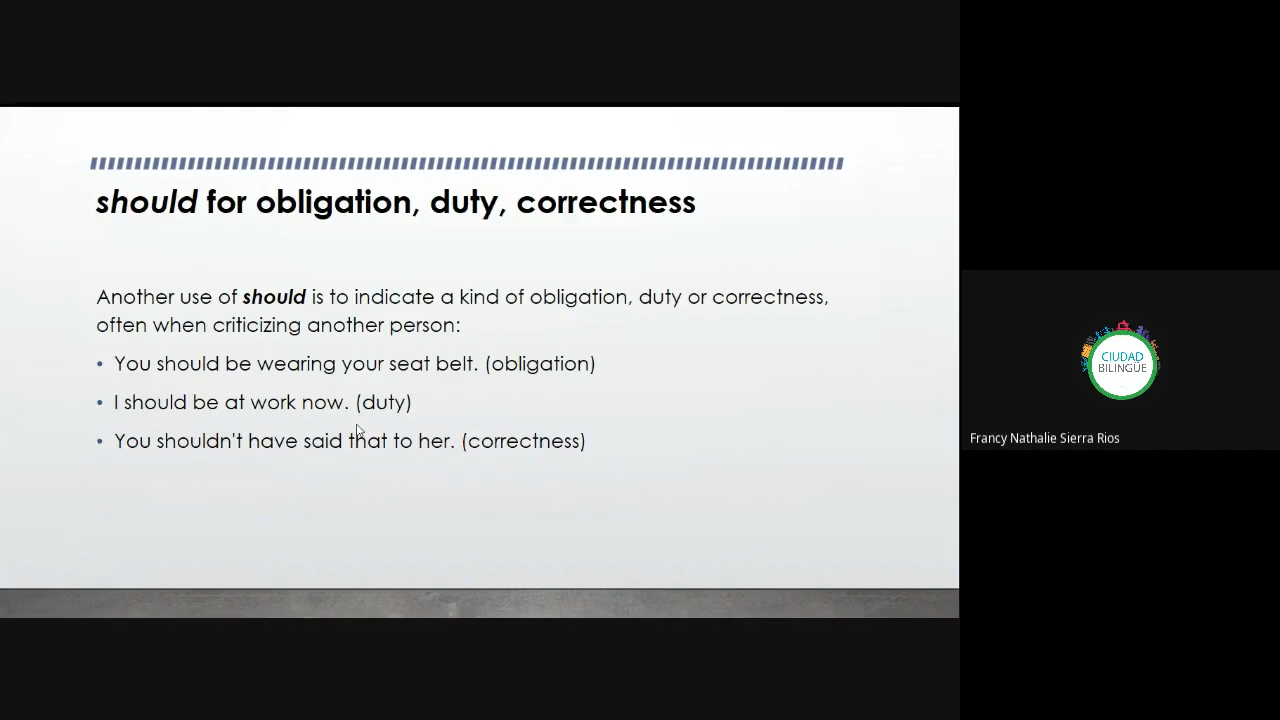 should for obligation, duty, correctness
Another use of should is to indicate a kind of obligation, duty or correctness,
often when criticizing another person:
• You should be wearing your seat belt. (obligation)
• I should be at work now. (duty)
• You shouldn't have said that to her. (correctness)
CIUDAD
BILINGÜE
Francy Nathalie Sierra Rios